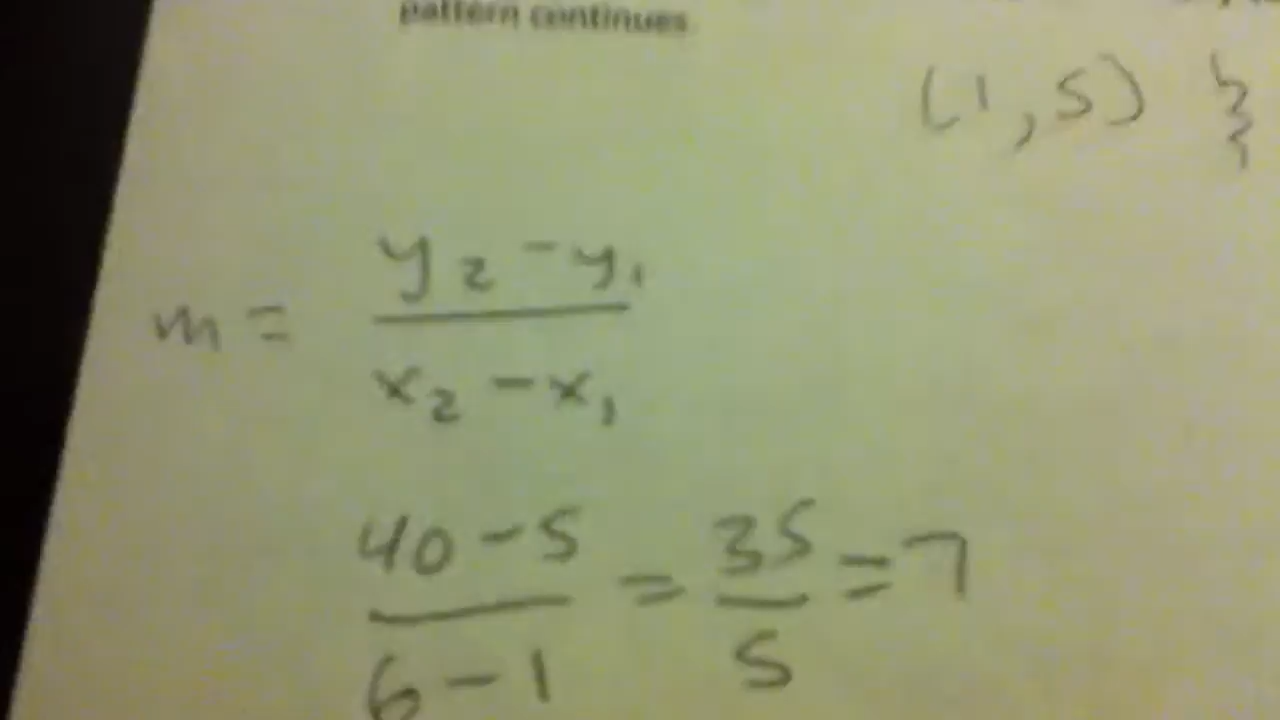 pattern continues
(1,5) }
m = y₂ - y₁
x₂ - x₁
40 - 5 = 35 = 7
6 - 1 5